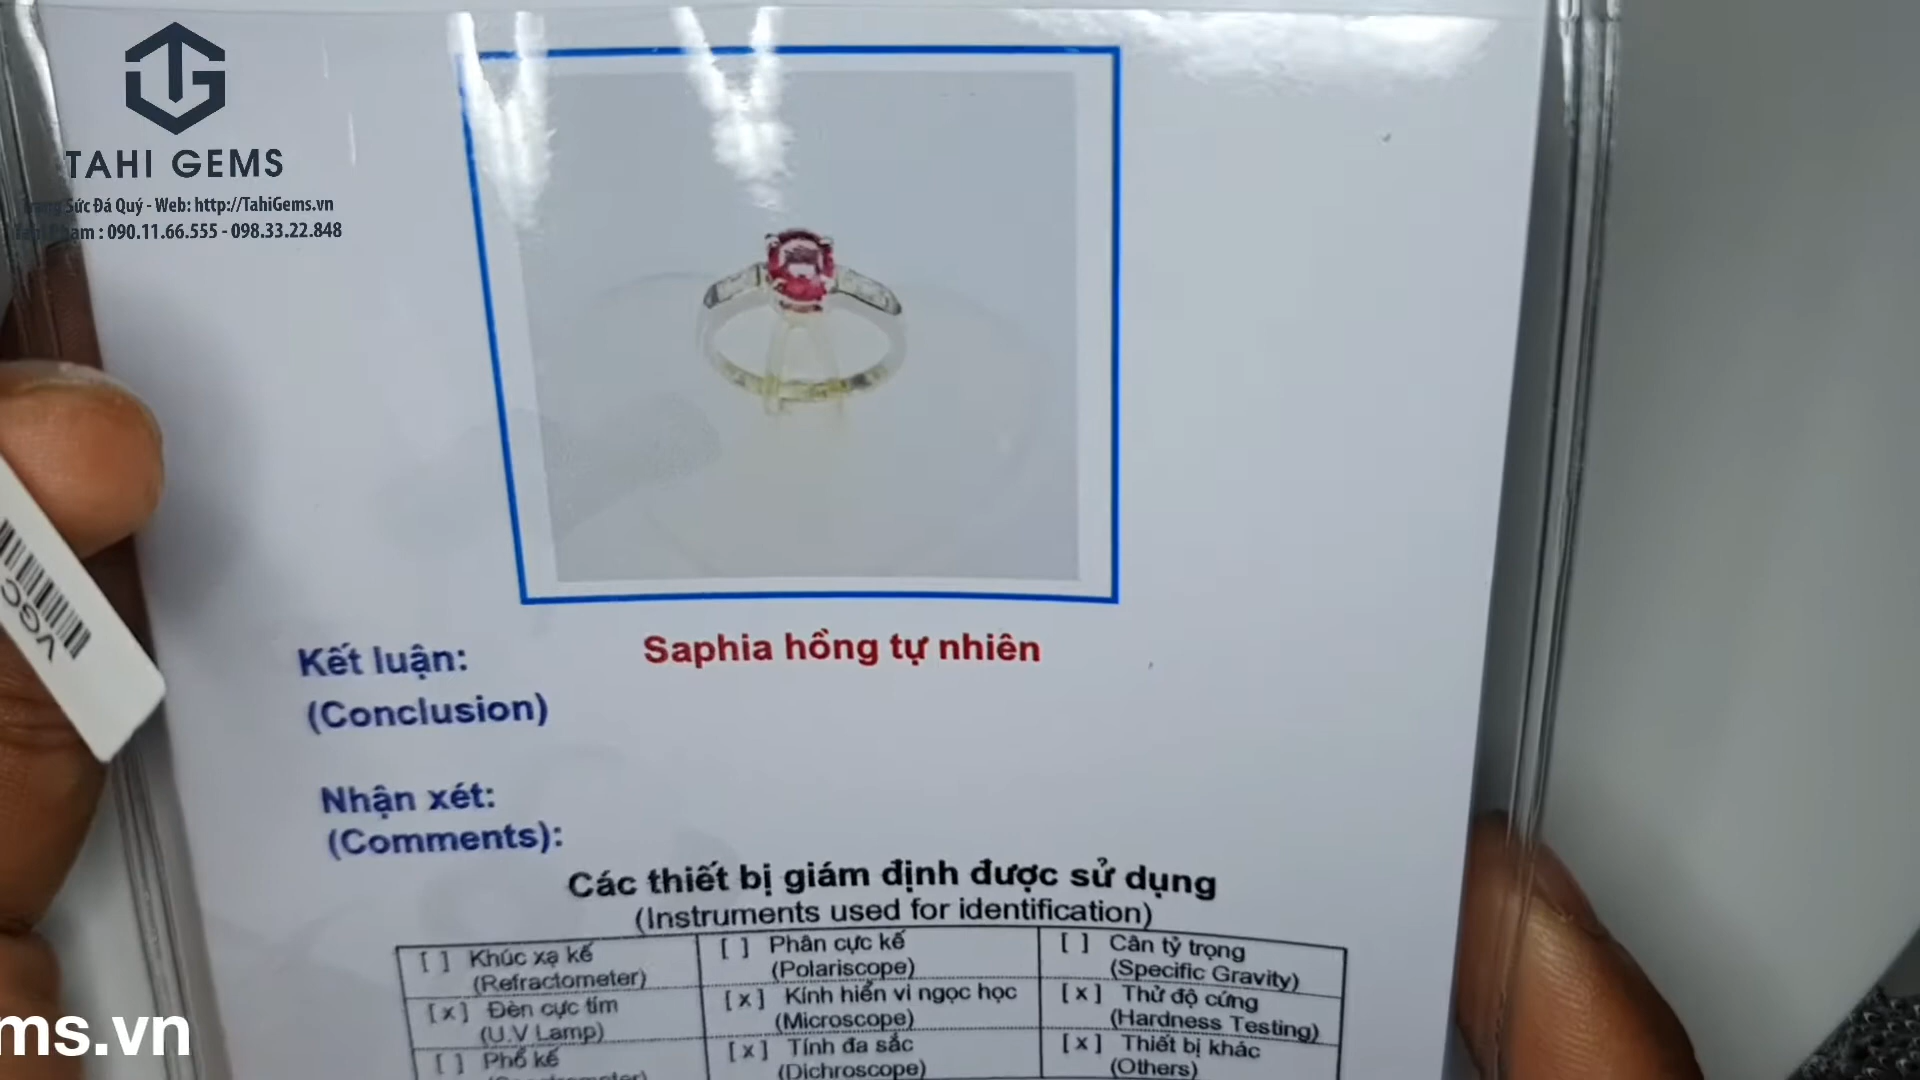 TAHI GEMS
Sức Đá Quý - Web: http://TahiGems.vn
: 090.11.66.555 - 098.33.22.848
VGC
Kết luận:
Saphia hồng tự nhiên
(Conclusion)
Nhận xét:
(Comments):
Các thiết bị giám định được sử dụng
(Instruments used for identification)
[ ] Khúc xạ kế
(Refractometer)
[ ] Phân cực kế
(Polariscope)
[ ] Cân tỷ trọng
(Specific Gravity)
[x] Đèn cực tím
(U.V Lamp)
[x] Kính hiển vi ngọc học
(Microscope)
[x] Thử độ cứng
(Hardness Testing)
[ ] Phổ kế
[x] Tính đa sắc
(Dichroscope)
[x] Thiết bị khác
(Others)
ms.vn